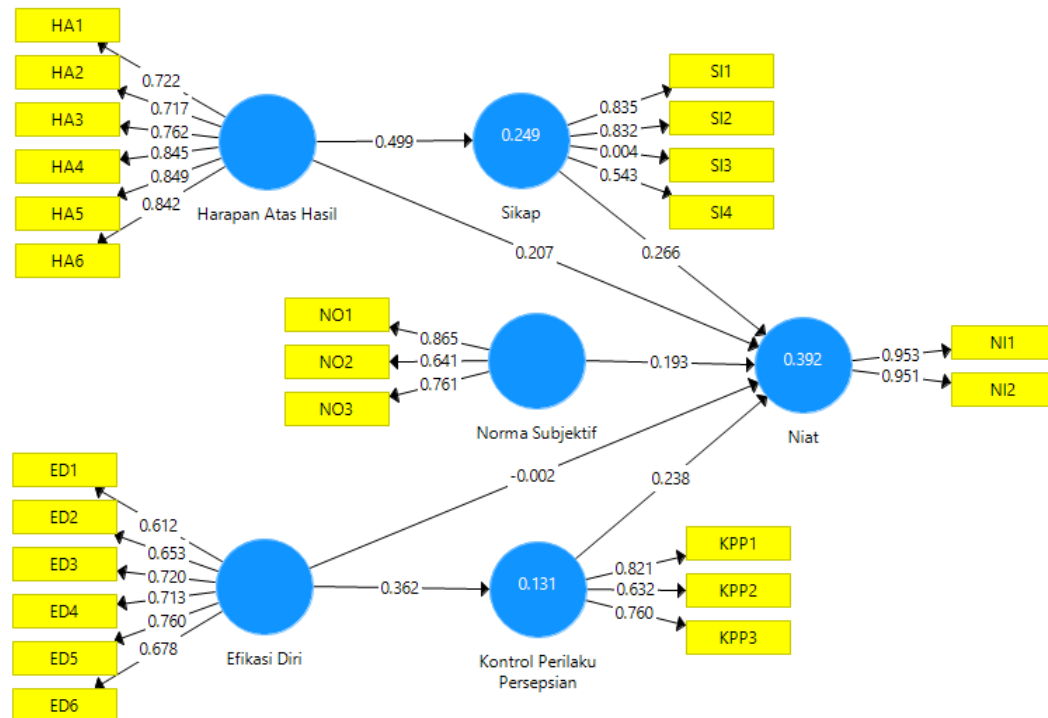 HA1
HA2
HA3
HA4
HA5
HA6
0.722
0.717
0.762
0.845
0.849
0.842
Harapan Atas Hasil
0.499
0.207
0.249
Sikap
0.835
0.832
0.004
0.543
SI1
SI2
SI3
SI4
0.266
NO1
NO2
NO3
0.865
0.641
0.761
Norma Subjektif
0.193
0.392
Niat
0.953
0.951
NI1
NI2
ED1
ED2
ED3
ED4
ED5
ED6
0.612
0.653
0.720
0.713
0.760
0.678
Efikasi Diri
-0.002
0.362
0.238
0.131
Kontrol Perilaku
Persepsian
0.821
0.632
0.760
KPP1
KPP2
KPP3